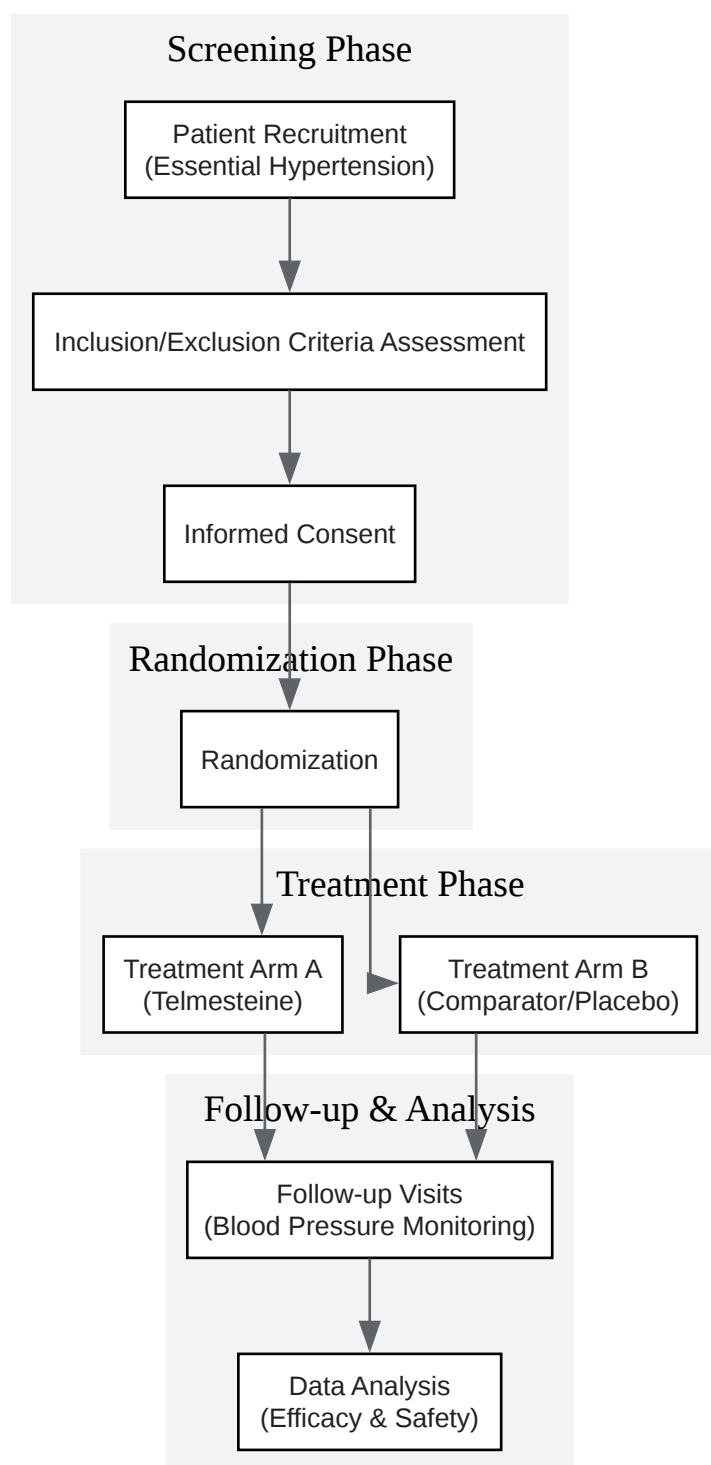 Screening Phase
Patient Recruitment
(Essential Hypertension)
Inclusion/Exclusion Criteria Assessment
Informed Consent
Randomization Phase
Randomization
Treatment Phase
Treatment Arm A
(Telmesteine)
Treatment Arm B
(Comparator/Placebo)
Follow-up & Analysis
Follow-up Visits
(Blood Pressure Monitoring)
Data Analysis
(Efficacy & Safety)